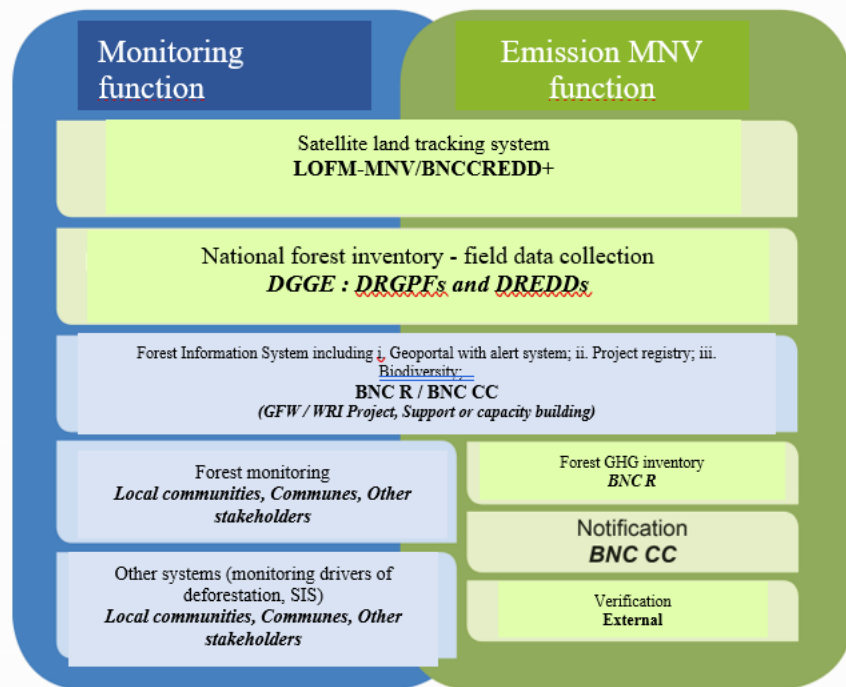 Monitoring
function
Emission MNV
function
Satellite land tracking system
LOFM-MNV/BNCCREDD+
National forest inventory - field data collection
DGGE : DRGPFs and DREDDs
Forest Information System including i. Geoportal with alert system; ii. Project registry; iii.
Biodiversity;
BNC R / BNC CC
(GFW / WRI Project, Support or capacity building)
Forest monitoring
Local communities, Communes, Other
stakeholders
Forest GHG inventory
BNC R
Notification
BNC CC
Other systems (monitoring drivers of
deforestation, SIS)
Local communities, Communes, Other
stakeholders
Verification
External